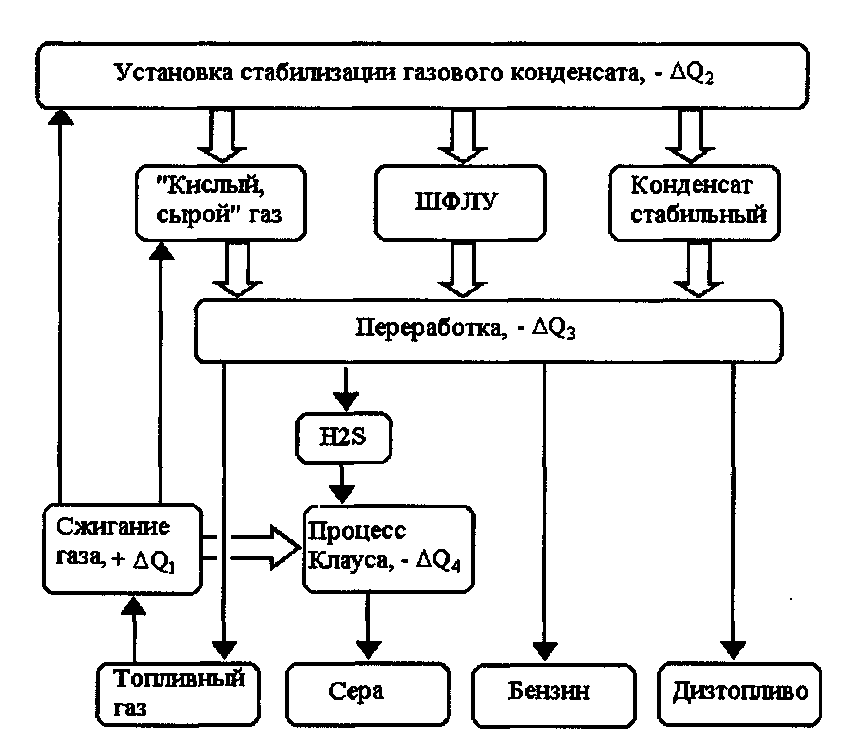 Установка стабилизации газового конденсата, - ΔQ2
"Кислый,
сырой" газ
ШФЛУ
Конденсат
стабильный
Переработка, - ΔQ3
H2S
Сжигание
газа, + ΔQ1
Процесс
Клауса, - ΔQ4
Топливный
газ
Сера
Бензин
Дизтопливо